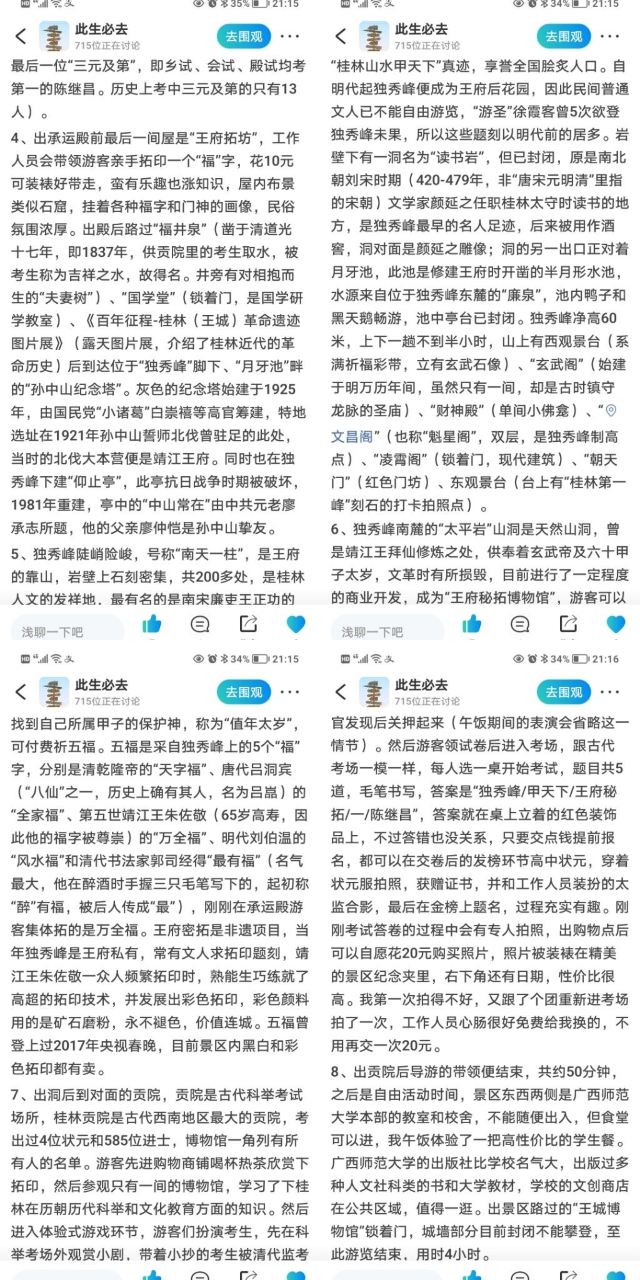 HD 4G 35% 21:15
此生必去
715位正在讨论
去围观
最后一位“三元及第”，即乡试、会试、殿试均考
第一的陈继昌。历史上考中三元及第的只有13
人）。
4、出承运殿前最后一间屋是“王府拓坊”，工作
人员会带领游客亲手拓印一个“福”字，花10元
可装裱好带走，蛮有乐趣也涨知识，屋内布景
类似石窟，挂着各种福字和门神的画像，民俗
氛围浓厚。出殿后路过“福井泉”（凿于清道光
十七年，即1837年，供贡院里的考生取水，被
考生称为吉祥之水，故得名。井旁有对相抱而
生的“夫妻树”）、“国学堂”（锁着门，是国学研
学教室）、《百年征程-桂林（王城）革命遗迹
图片展》（露天图片展，介绍了桂林近代的革
命历史）后到达位于“独秀峰”脚下、“月牙池”畔
的“孙中山纪念塔”。灰色的纪念塔始建于1925
年，由国民党“小诸葛”白崇禧等高官筹建，特地
选址在1921年孙中山誓师北伐曾驻足的此处，
当时的北伐大本营便是靖江王府。同时也在独
秀峰下建“仰止亭”，此亭抗日战争时期被破坏，
1981年重建，亭中的“中山常在”由中共元老廖
承志所题，他的父亲廖仲恺是孙中山挚友。
5、独秀峰陡峭险峻，号称“南天一柱”，是王府
的靠山，岩壁上石刻密集，共200多处，是桂林
人文的发祥地，最有名的是南宋廉吏王正功的
浅聊一下吧
HD 4G 34% 21:15
此生必去
715位正在讨论
去围观
“桂林山水甲天下”真迹，享誉全国脍炙人口。自
明代起独秀峰便成为王府后花园，因此民间普通
文人已不能自由游览，“游圣”徐霞客曾5次欲登
独秀峰未果，所以这些题刻以明代前的居多。岩
壁下有一洞名为“读书岩”，但已封闭，原是南北
朝刘宋时期（420-479年，非“唐宋元明清”里指
的宋朝）文学家颜延之任职桂林太守时读书的地
方，是独秀峰最早的名人足迹，后来被用作酒
窖，洞对面是颜延之雕像；洞的另一出口正对着
月牙池，此池是修建王府时开凿的半月形水池，
水源来自位于独秀峰东麓的“廉泉”，池内鸭子和
黑天鹅畅游，池中亭台已封闭。独秀峰净高60
米，上下一趟不到半小时，山上有西观景台（系
满祈福彩带，立有玄武石像）、“玄武阁”（始建
于明万历年间，虽然只有一间，却是古时镇守
龙脉的圣庙）、“财神殿”（单间小佛龛）、“
文昌阁”（也称“魁星阁”，双层，是独秀峰制高
点）、“凌霄阁”（锁着门，现代建筑）、“朝天
门”（红色门坊）、东观景台（台上有“桂林第一
峰”刻石的打卡拍照点）。
6、独秀峰南麓的“太平岩”山洞是天然山洞，曾
是靖江王拜仙修炼之处，供奉着玄武帝及六十甲
子太岁，文革时有所损毁，目前进行了一定程度
的商业开发，成为“王府秘拓博物馆”，游客可以
浅聊一下吧
HD 4G 34% 21:15
此生必去
715位正在讨论
去围观
找到自己所属甲子的保护神，称为“值年太岁”，
可付费祈五福。五福是采自独秀峰上的5个“福”
字，分别是清乾隆帝的“天字福”、唐代吕洞宾
（“八仙”之一，历史上确有其人，名为吕嵓）的
“全家福”、第五世靖江王朱佐敬（65岁高寿，因
此他的福字被尊崇）的“万全福”、明代刘伯温的
“风水福”和清代书法家郭司经得“最有福”（名气
最大，他在醉酒时手握三只毛笔写下的，起初称
“醉”有福，被后人传成“最”），刚刚在承运殿游
客集体拓的是万全福。王府密拓是非遗项目，当
年独秀峰是王府私有，常有文人求拓印题刻，靖
江王朱佐敬一众人频繁拓印时，熟能生巧练就了
高超的拓印技术，并发展出彩色拓印，彩色颜料
用的是矿石磨粉，永不褪色，价值连城。五福曾
登上过2017年央视春晚，目前景区内黑白和彩
色拓印都有卖。
7、出洞后到对面的贡院，贡院是古代科举考试
场所，桂林贡院是古代西南地区最大的贡院，考
出过4位状元和585位进士，博物馆一角列有所
有人的名单。游客先进购物商铺喝杯热茶欣赏下
拓印，然后参观只有一间的博物馆，学习了下桂
林在历朝历代科举和文化教育方面的知识。然后
进入体验式游戏环节，游客们扮演考生，先在科
举考场外观赏小剧，带着小抄的考生被清代监考
HD 4G 34% 21:16
此生必去
715位正在讨论
去围观
官发现后关押起来（午饭期间的表演会省略这一
情节）。然后游客领试卷后进入考场，跟古代
考场一模一样，每人选一桌开始考试，题目共5
道，毛笔书写，答案是“独秀峰/甲天下/王府秘
拓/一/陈继昌”，答案就在桌上立着的红色装饰
品上，不过答错也没关系，只要交点钱提前报
名，都可以在交卷后的发榜环节高中状元，穿着
状元服拍照，获赠证书，并和工作人员装扮的太
监合影，最后在金榜上题名，过程充实有趣。刚
刚考试答卷的过程中会有专人拍照，出购物点后
可以自愿花20元购买照片，照片被装裱在精美
的景区纪念夹里，右下角还有日期，性价比很
高。我第一次拍得不好，又跟了个团重新进考场
拍了一次，工作人员心肠很好免费给我换的，不
用再交一次20元。
8、出贡院后导游的带领便结束，共约50分钟，
之后是自由活动时间，景区东西两侧是广西师范
大学本部的教室和校舍，不能随便出入，但食堂
可以进，我午饭体验了一把高性价比的学生餐。
广西师范大学的出版社比学校名气大，出版过多
种人文社科类的书和大学教材，学校的文创商店
在公共区域，值得一逛。出景区路过的“王城博
物馆”锁着门，城墙部分目前封闭不能攀登，至
此游览结束，用时4小时。